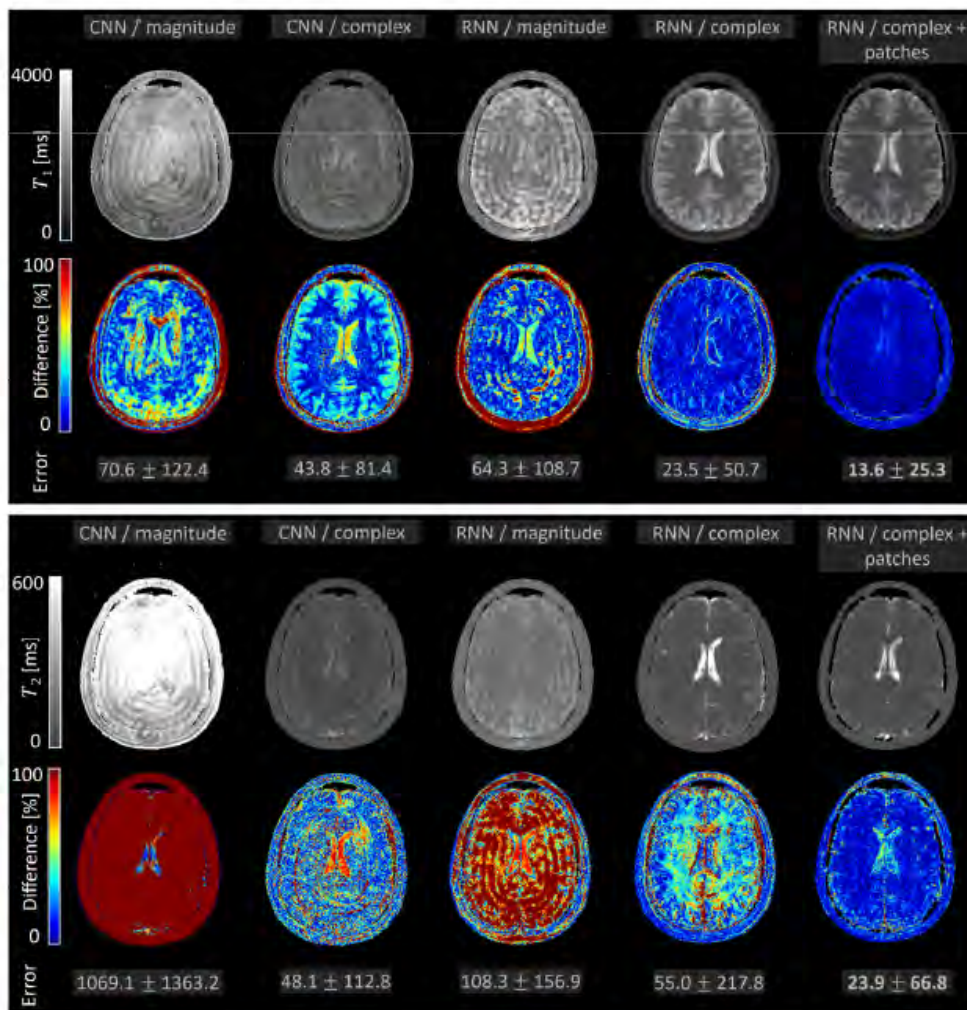 CNN / magnitude
CNN / complex
RNN / magnitude
RNN / complex
RNN / complex +
patches
4000
T₁ [ms]
0
100
Difference [%]
0
Error
70.6 ± 122.4
43.8 ± 81.4
64.3 ± 108.7
23.5 ± 50.7
13.6 ± 25.3
CNN / magnitude
CNN / complex
RNN / magnitude
RNN / complex
RNN / complex +
patches
600
T₂ [ms]
0
100
Difference [%]
0
Error
1069.1 ± 1363.2
48.1 ± 112.8
108.3 ± 156.9
55.0 ± 217.8
23.9 ± 66.8